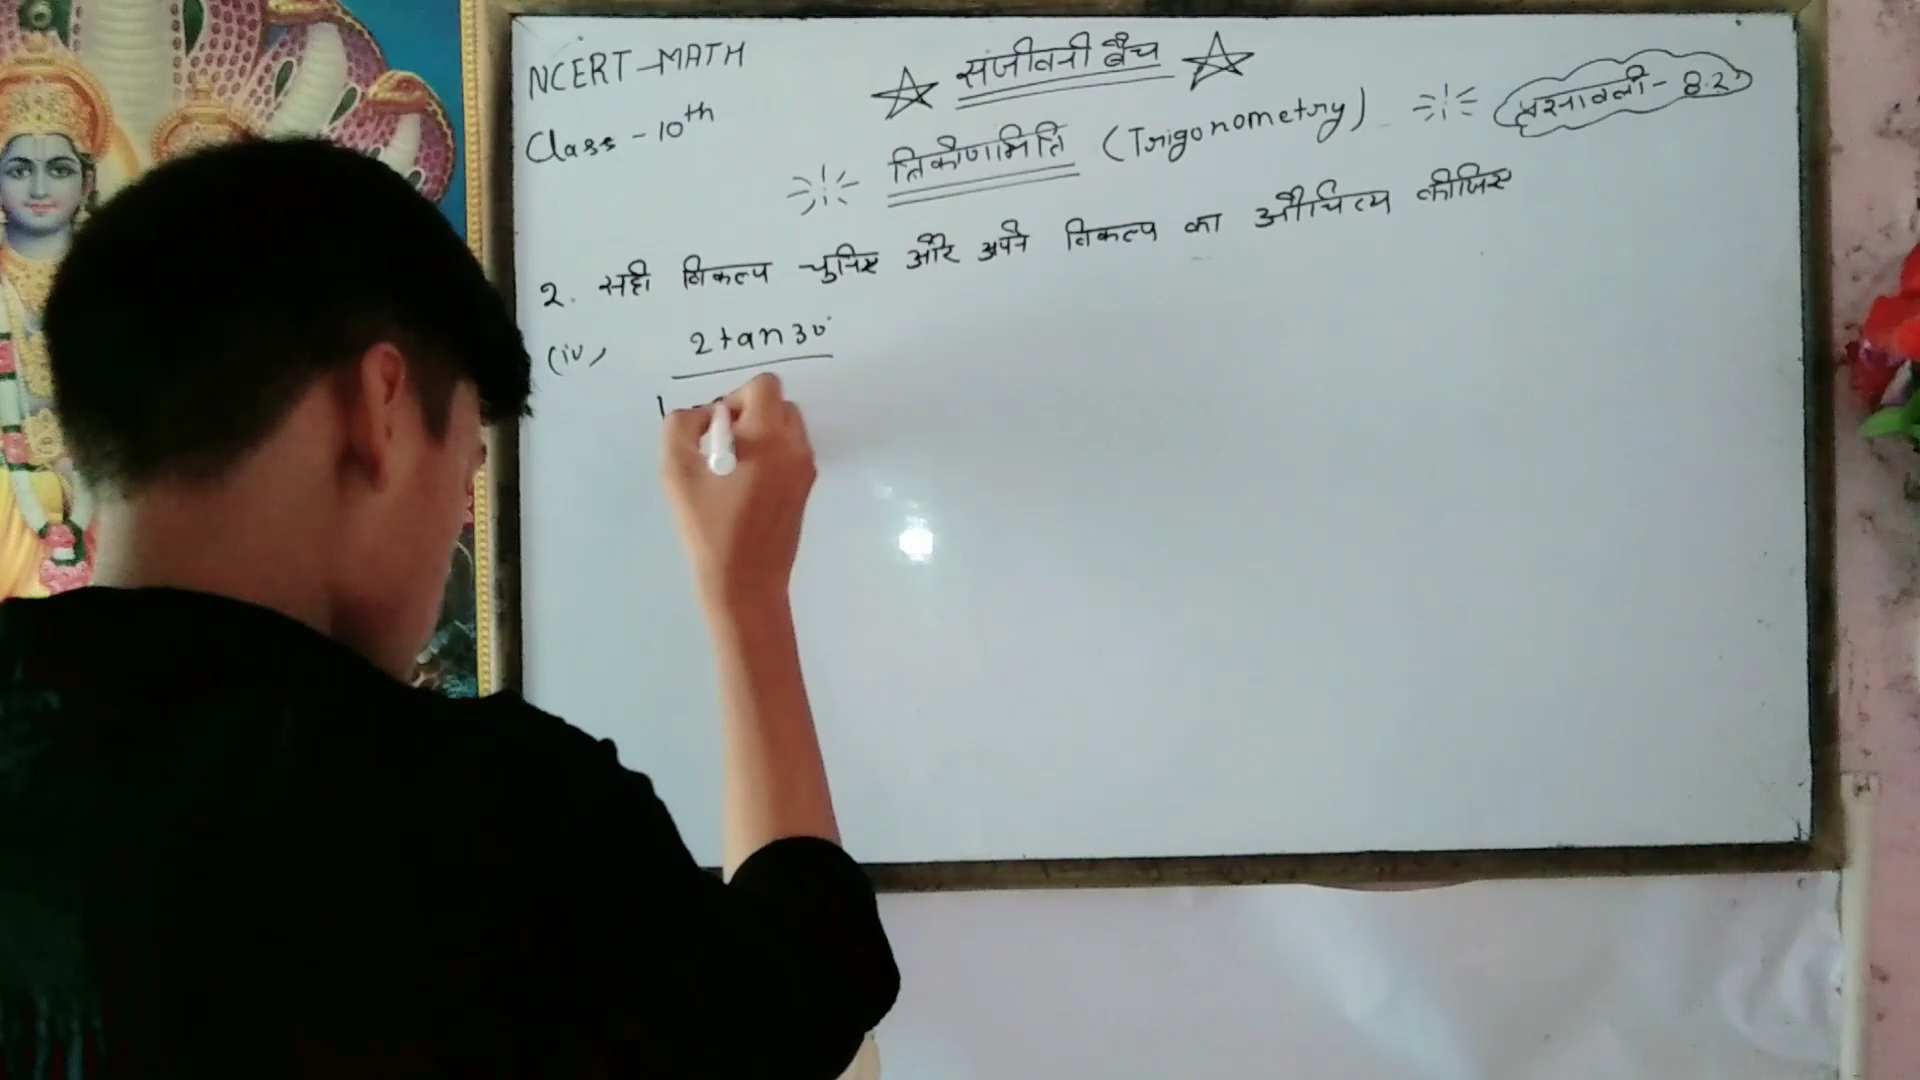 NCERT-MATH
Class - 10th
संजीवनी बैच
त्रिकोणमिति (Trigonometry)
प्रश्नावली - 8.2
2. सही विकल्प चुनिए और अपने विकल्प का औचित्य कीजिए
(iv) 2tan30°
1 -